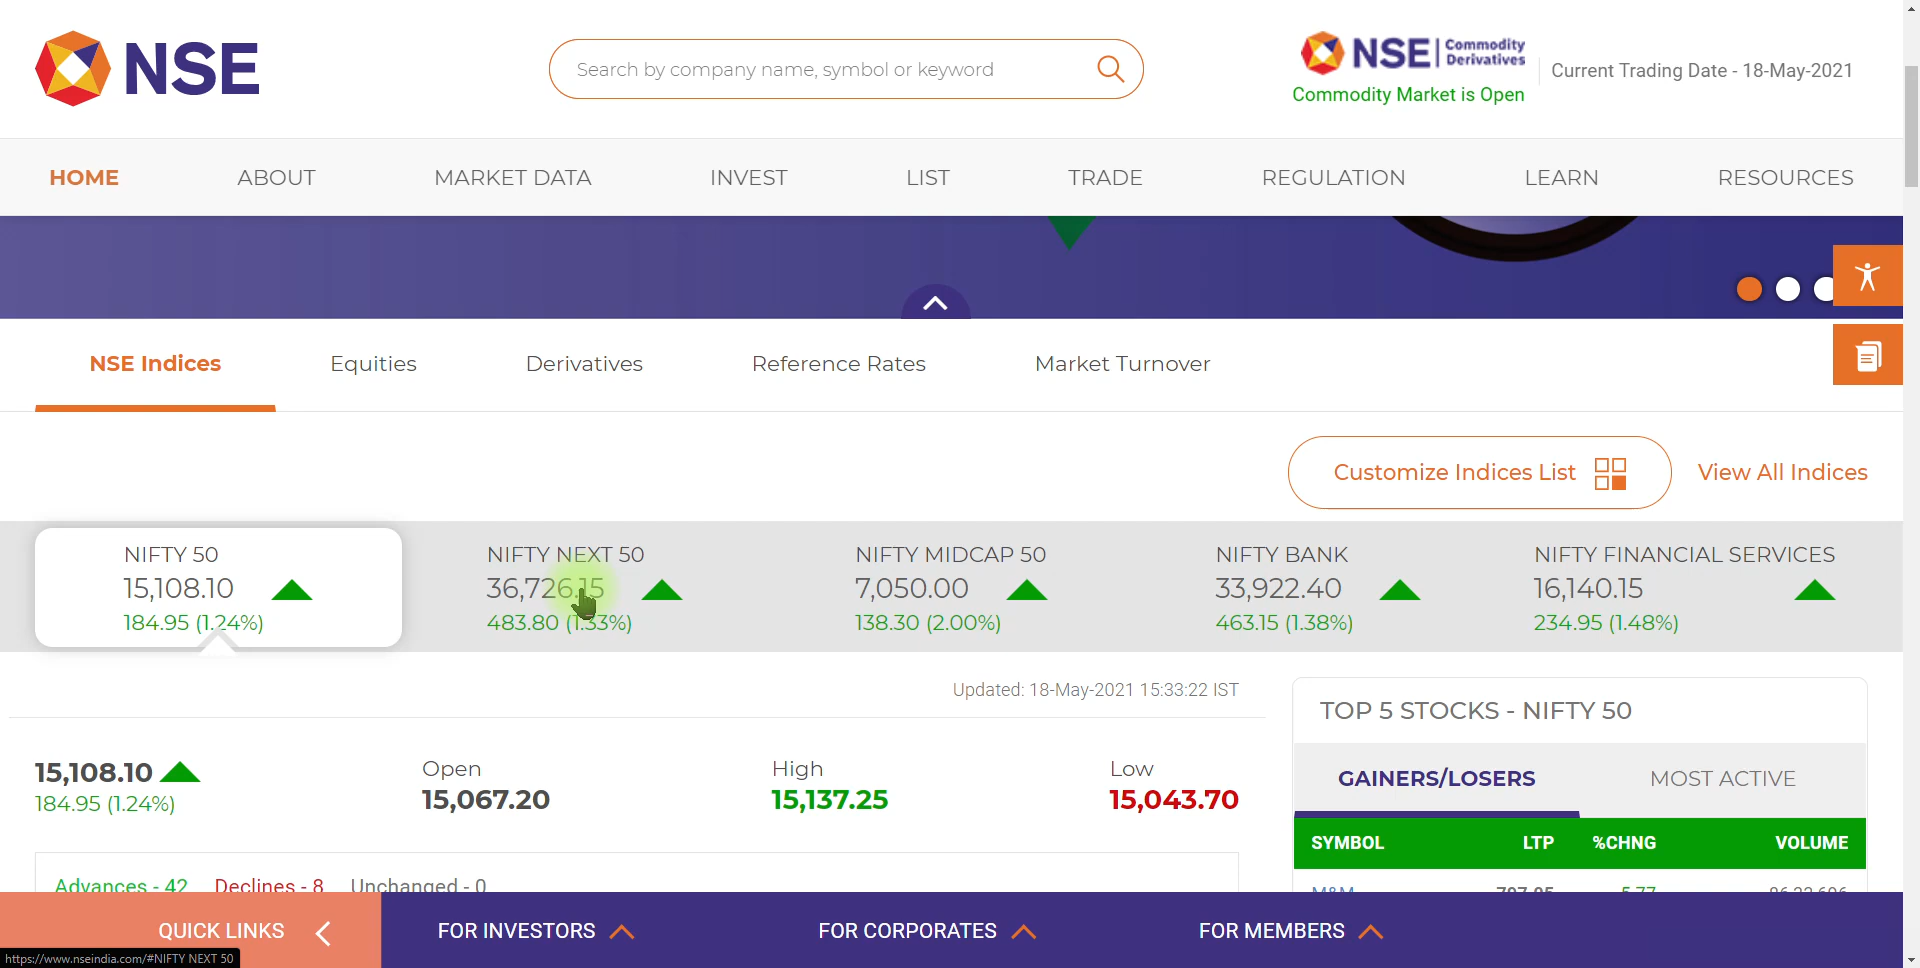 NSE
Search by company name, symbol or keyword
NSE Commodity Derivatives
Commodity Market is Open
Current Trading Date - 18-May-2021
HOME ABOUT MARKET DATA INVEST LIST TRADE REGULATION LEARN RESOURCES
NSE Indices Equities Derivatives Reference Rates Market Turnover
Customize Indices List View All Indices
NIFTY 50 NIFTY NEXT 50 NIFTY MIDCAP 50 NIFTY BANK NIFTY FINANCIAL SERVICES
15,108.10 36,726.15 7,050.00 33,922.40 16,140.15
184.95 (1.24%) 483.80 (1.33%) 138.30 (2.00%) 463.15 (1.38%) 234.95 (1.48%)
Updated: 18-May-2021 15:33:22 IST
15,108.10
184.95 (1.24%)
Open
15,067.20
High
15,137.25
Low
15,043.70
Advances - 42 Declines - 8 Unchanged - 0
TOP 5 STOCKS - NIFTY 50
GAINERS/LOSERS MOST ACTIVE
SYMBOL LTP %CHNG VOLUME
M&M
QUICK LINKS FOR INVESTORS FOR CORPORATES FOR MEMBERS
https://www.nseindia.com/#NIFTY NEXT 50